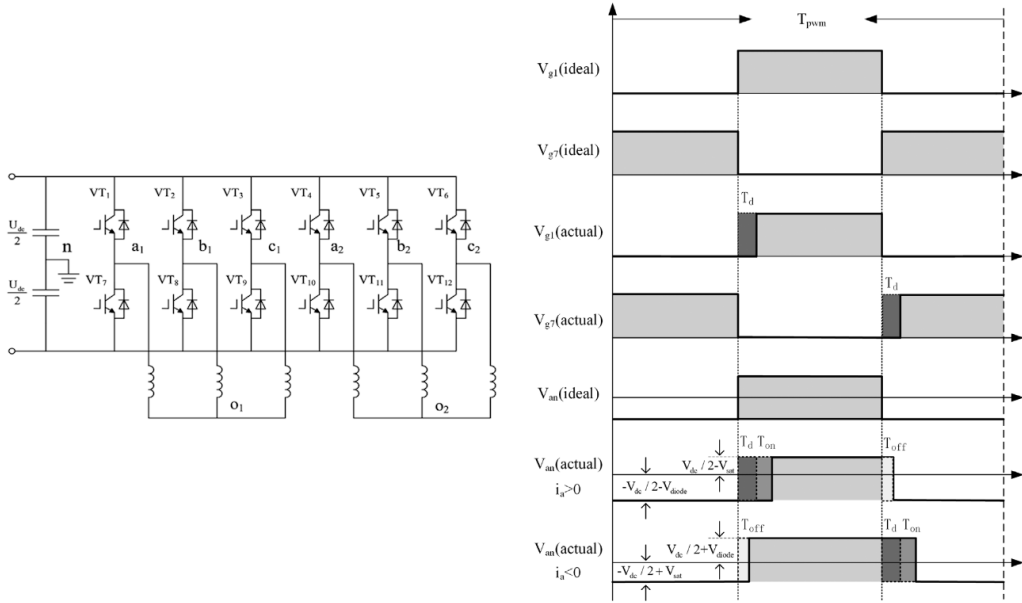 VT1 VT2 VT3 VT4 VT5 VT6
Udc/2 n a1 b1 c1 a2 b2 c2
Udc/2 VT7 VT8 VT9 VT10 VT11 VT12
o1 o2
Tpwm
Vg1(ideal)
Vg7(ideal)
Td
Vg1(actual)
Td
Vg7(actual)
Van(ideal)
Td Ton Toff
Van(actual) Vdc / 2-Vsat
ia>0 -Vdc / 2-Vdiode
Toff Td Ton
Van(actual) Vdc / 2+Vdiode
ia<0 -Vdc / 2+Vsat